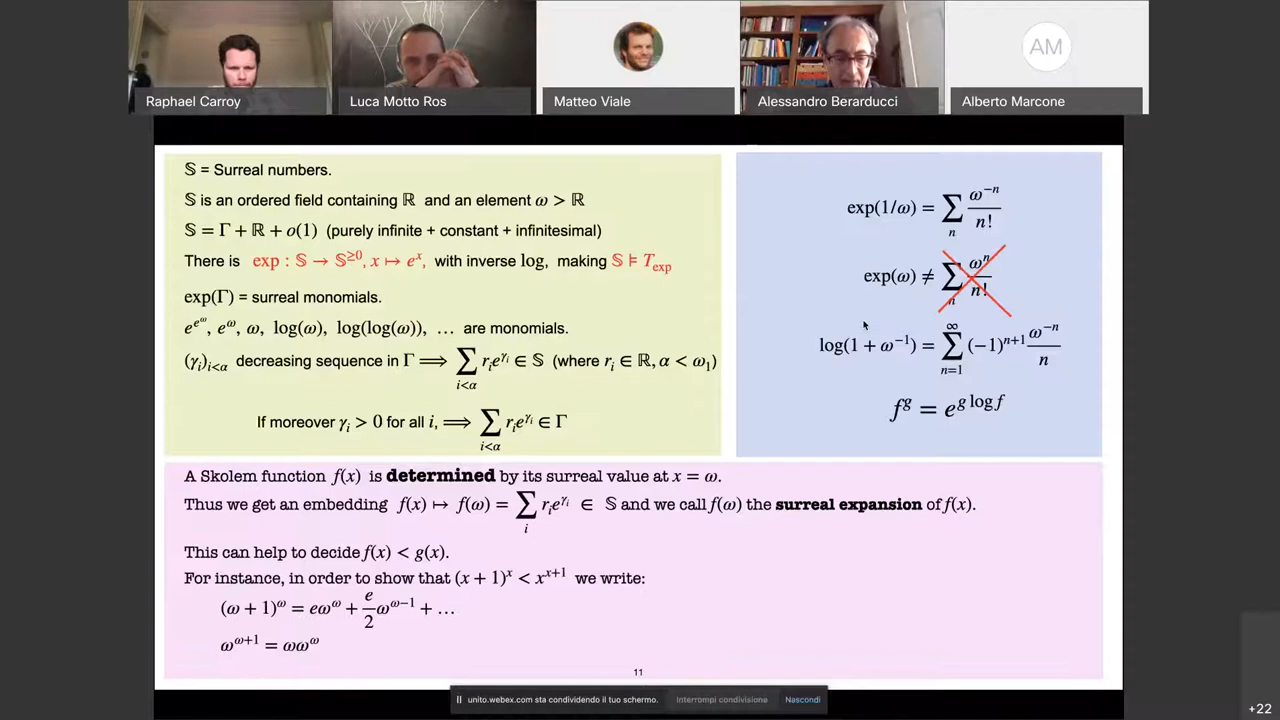 Raphael Carroy
Luca Motto Ros
Matteo Viale
Alessandro Berarducci
AM
Alberto Marcone
𝕊 = Surreal numbers.
𝕊 is an ordered field containing ℝ and an element ω > ℝ
𝕊 = Γ + ℝ + o(1) (purely infinite + constant + infinitesimal)
There is exp : 𝕊 → 𝕊^{≥0}, x ↦ e^x, with inverse log, making 𝕊 ⊨ T_{exp}
exp(Γ) = surreal monomials.
e^{e^ω}, e^ω, ω, log(ω), log(log(ω)), … are monomials.
(γ_i)_{i<α} decreasing sequence in Γ ⟹ ∑_{i<α} r_i e^{γ_i} ∈ 𝕊 (where r_i ∈ ℝ, α < ω_1)
If moreover γ_i > 0 for all i, ⟹ ∑_{i<α} r_i e^{γ_i} ∈ Γ
exp(1/ω) = ∑_n ω^{-n}/n!
exp(ω) ≠ ∑_n ω^n/n!
log(1 + ω^{-1}) = ∑_{n=1}^{∞} (-1)^{n+1} ω^{-n}/n
f^g = e^{g log f}
A Skolem function f(x) is determined by its surreal value at x = ω.
Thus we get an embedding f(x) ↦ f(ω) = ∑_i r_i e^{γ_i} ∈ 𝕊 and we call f(ω) the surreal expansion of f(x).
This can help to decide f(x) < g(x).
For instance, in order to show that (x + 1)^x < x^{x+1} we write:
(ω + 1)^ω = eω^ω + e/2 ω^{ω-1} + …
ω^{ω+1} = ωω^ω
11
unito.webex.com sta condividendo il tuo schermo.
Interrompi condivisione
Nascondi
+22